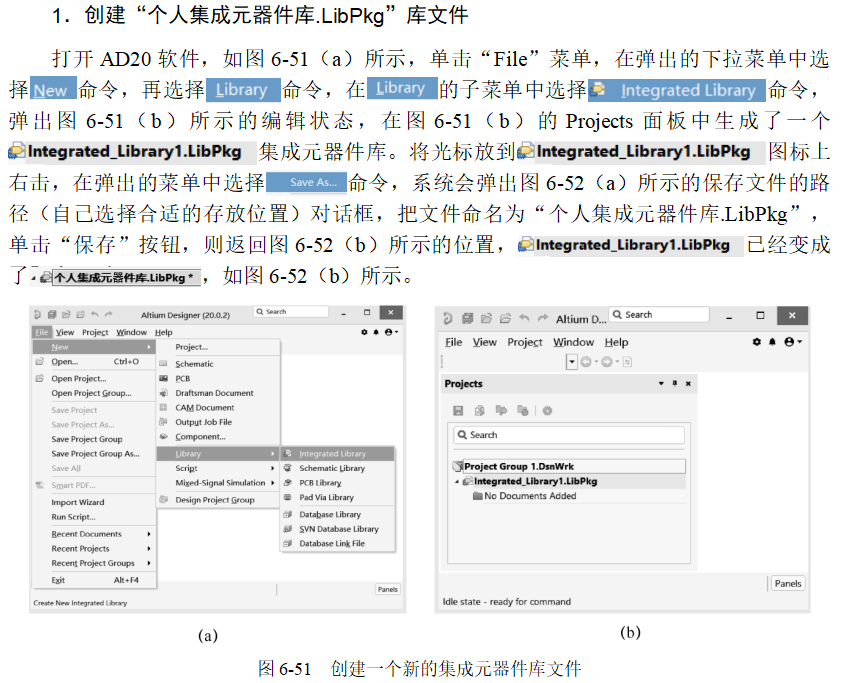 1．创建“个人集成元器件库.LibPkg”库文件
打开 AD20 软件，如图 6-51（a）所示，单击“File”菜单，在弹出的下拉菜单中选
择 New 命令，再选择 Library 命令，在 Library 的子菜单中选择 Integrated Library 命令，
弹出图 6-51（b）所示的编辑状态，在图 6-51（b）的 Projects 面板中生成了一个
Integrated_Library1.LibPkg 集成元器件库。将光标放到 Integrated_Library1.LibPkg 图标上
右击，在弹出的菜单中选择 Save As... 命令，系统会弹出图 6-52（a）所示的保存文件的路
径（自己选择合适的存放位置）对话框，把文件命名为“个人集成元器件库.LibPkg”，
单击“保存”按钮，则返回图 6-52（b）所示的位置， Integrated_Library1.LibPkg 已经变成
了 个人集成元器件库.LibPkg * ，如图 6-52（b）所示。
Altium Designer (20.0.2) Search
File View Project Window Help
New
Open... Ctrl+O
Open Project...
Open Project Group...
Save Project
Save Project As...
Save Project Group
Save Project Group As...
Save All
Smart PDF...
Import Wizard
Run Script...
Recent Documents
Recent Projects
Recent Project Groups
Exit Alt+F4
Project...
Schematic
PCB
Draftsman Document
CAM Document
Output Job File
Component...
Library
Script
Mixed-Signal Simulation
Design Project Group
Integrated Library
Schematic Library
PCB Library
Pad Via Library
Database Library
SVN Database Library
Database Link File
Panels
Create New Integrated Library
(a)
Altium D... Search
File View Project Window Help
Projects
Search
Project Group 1.DsnWrk
Integrated_Library1.LibPkg
No Documents Added
Panels
Idle state - ready for command
(b)
图 6-51 创建一个新的集成元器件库文件